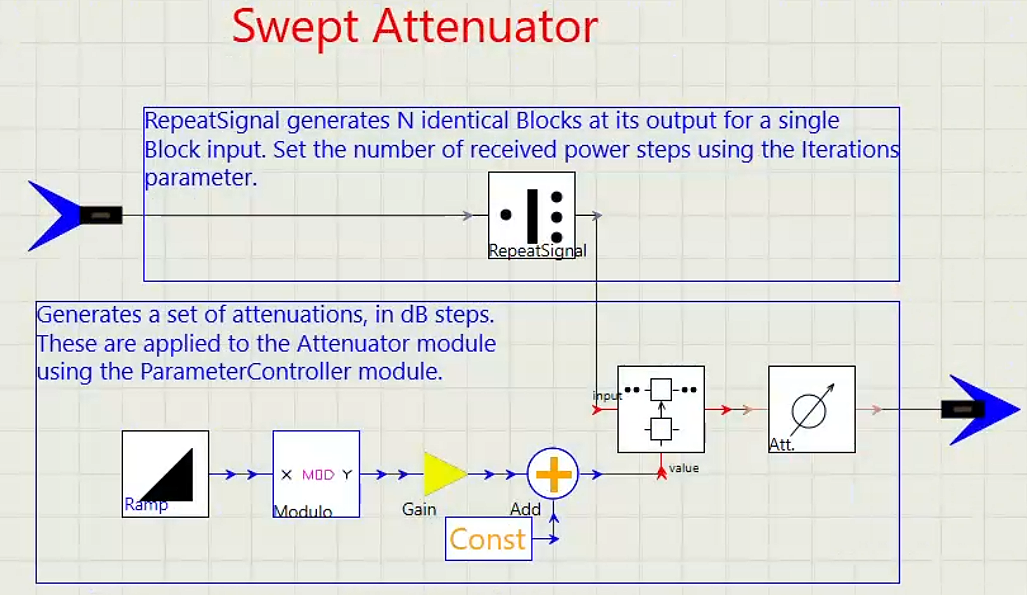 Swept Attenuator
RepeatSignal generates N identical Blocks at its output for a single
Block input. Set the number of received power steps using the Iterations
parameter.
RepeatSignal
Generates a set of attenuations, in dB steps.
These are applied to the Attenuator module
using the ParameterController module.
input
Att.
value
Ramp
X MOD Y
Modulo
Gain
Add
Const